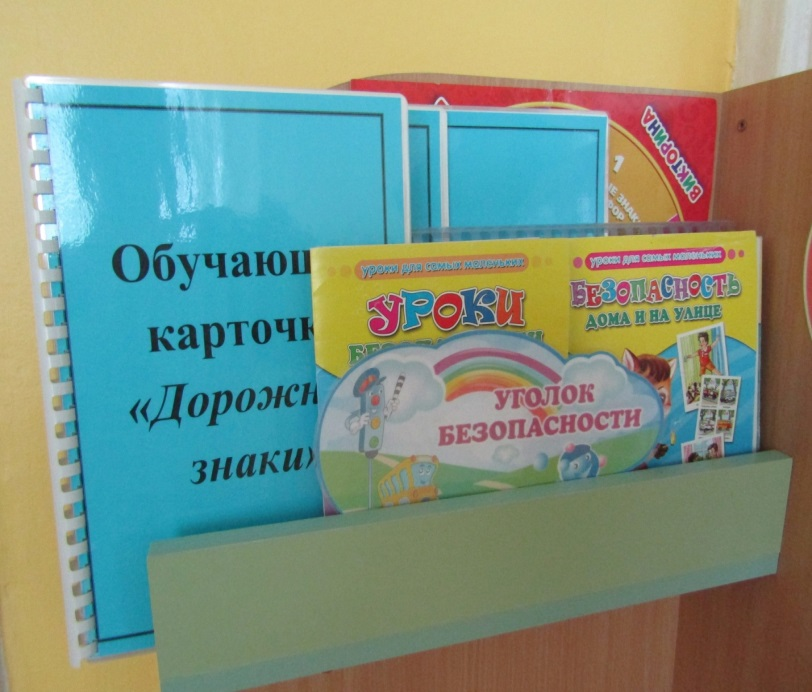 Обучающ
карточк
«Дорожн
знаки»
уроки для самых маленьких
УРОКИ
уроки для самых маленьких
БЕЗОПАСНОСТЬ
ДОМА И НА УЛИЦЕ
УГОЛОК
БЕЗОПАСНОСТИ
ВИКТОРИНА
1